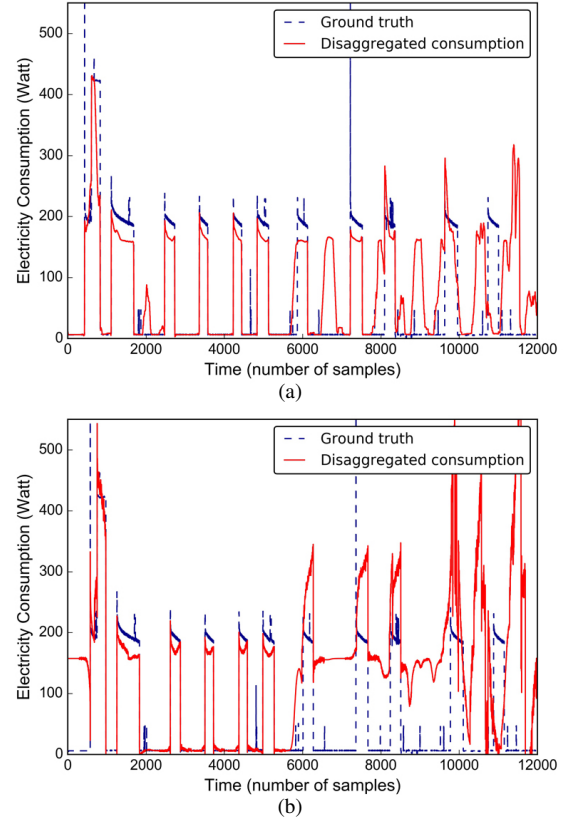 500
400
300
200
100
0
Electricity Consumption (Watt)
Ground truth
Disaggregated consumption
0 2000 4000 6000 8000 10000 12000
Time (number of samples)
(a)
500
400
300
200
100
0
Electricity Consumption (Watt)
Ground truth
Disaggregated consumption
0 2000 4000 6000 8000 10000 12000
Time (number of samples)
(b)